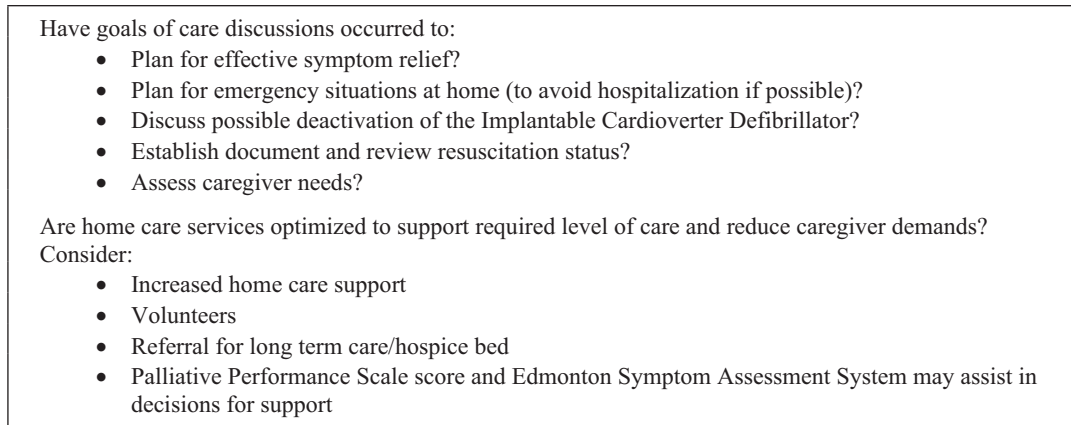 Have goals of care discussions occurred to:
• Plan for effective symptom relief?
• Plan for emergency situations at home (to avoid hospitalization if possible)?
• Discuss possible deactivation of the Implantable Cardioverter Defibrillator?
• Establish document and review resuscitation status?
• Assess caregiver needs?
Are home care services optimized to support required level of care and reduce caregiver demands?
Consider:
• Increased home care support
• Volunteers
• Referral for long term care/hospice bed
• Palliative Performance Scale score and Edmonton Symptom Assessment System may assist in
decisions for support